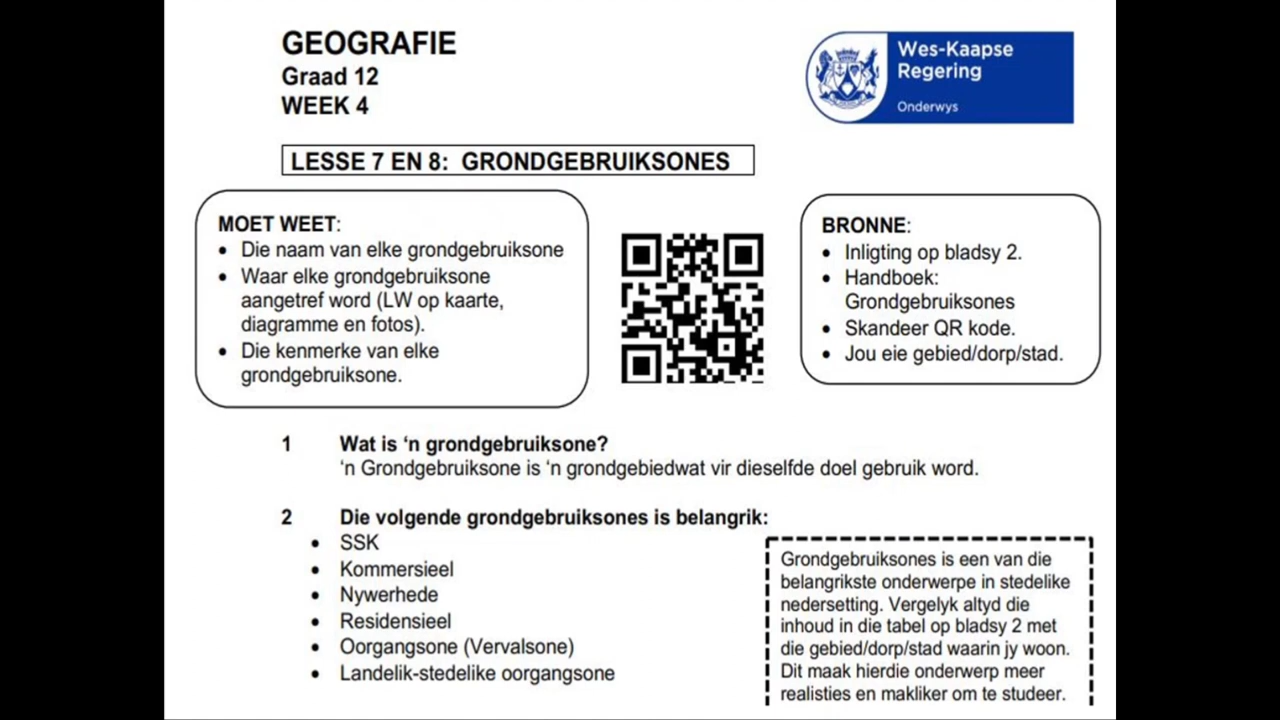 GEOGRAFIE
Graad 12
WEEK 4
Wes-Kaapse
Regering
Onderwys
LESSE 7 EN 8: GRONDGEBRUIKSONES
MOET WEET:
• Die naam van elke grondgebruiksone
• Waar elke grondgebruiksone
aangetref word (LW op kaarte,
diagramme en fotos).
• Die kenmerke van elke
grondgebruiksone.
BRONNE:
• Inligting op bladsy 2.
• Handboek:
Grondgebruiksones
• Skandeer QR kode.
• Jou eie gebied/dorp/stad.
1 Wat is ‘n grondgebruiksone?
‘n Grondgebruiksone is ‘n grondgebiedwat vir dieselfde doel gebruik word.
2 Die volgende grondgebruiksones is belangrik:
• SSK
• Kommersieel
• Nywerhede
• Residensieel
• Oorgangsone (Vervalsone)
• Landelik-stedelike oorgangsone
Grondgebruiksones is een van die
belangrikste onderwerpe in stedelike
nedersetting. Vergelyk altyd die
inhoud in die tabel op bladsy 2 met
die gebied/dorp/stad waarin jy woon.
Dit maak hierdie onderwerp meer
realisties en makliker om te studeer.